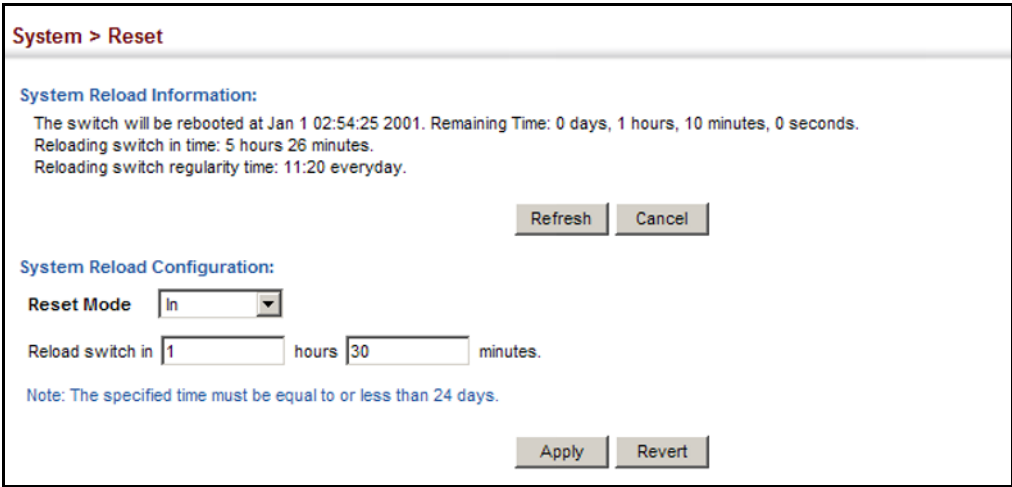 System > Reset
System Reload Information:
The switch will be rebooted at Jan 1 02:54:25 2001. Remaining Time: 0 days, 1 hours, 10 minutes, 0 seconds.
Reloading switch in time: 5 hours 26 minutes.
Reloading switch regularity time: 11:20 everyday.
Refresh Cancel
System Reload Configuration:
Reset Mode In
Reload switch in 1 hours 30 minutes.
Note: The specified time must be equal to or less than 24 days.
Apply Revert